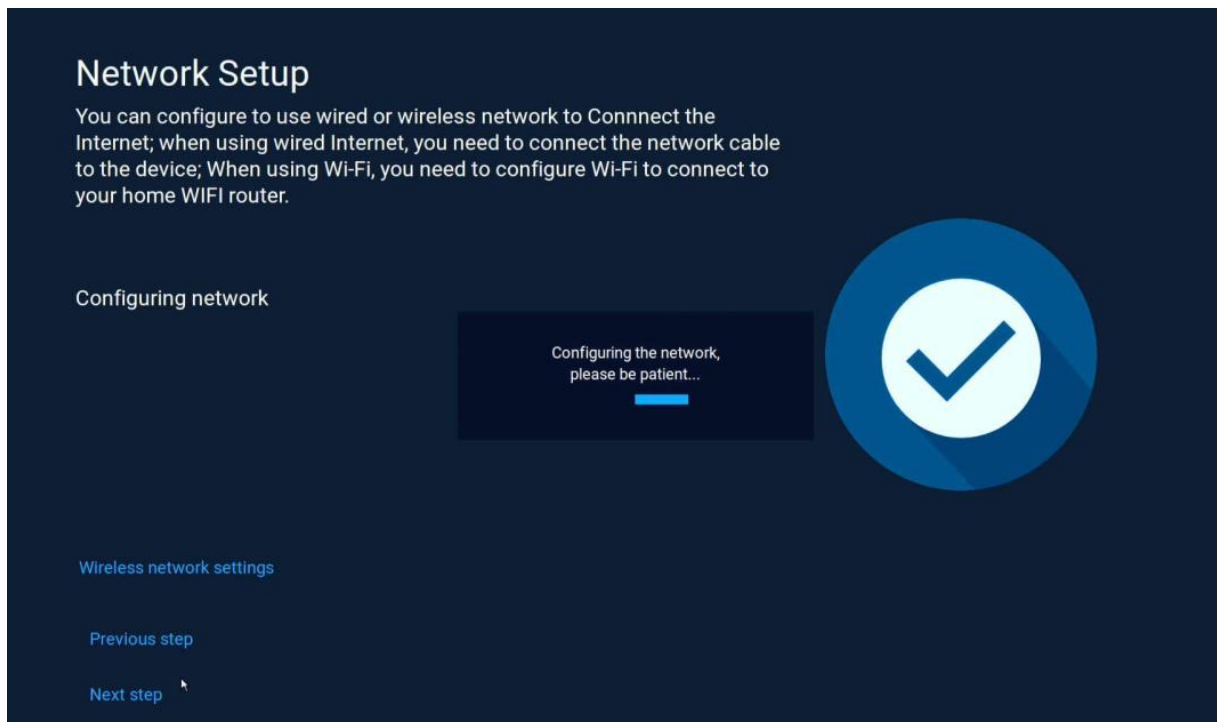 Network Setup
You can configure to use wired or wireless network to Connnect the
Internet; when using wired Internet, you need to connect the network cable
to the device; When using Wi-Fi, you need to configure Wi-Fi to connect to
your home WIFI router.
Configuring network
Configuring the network,
please be patient...
Wireless network settings
Previous step
Next step